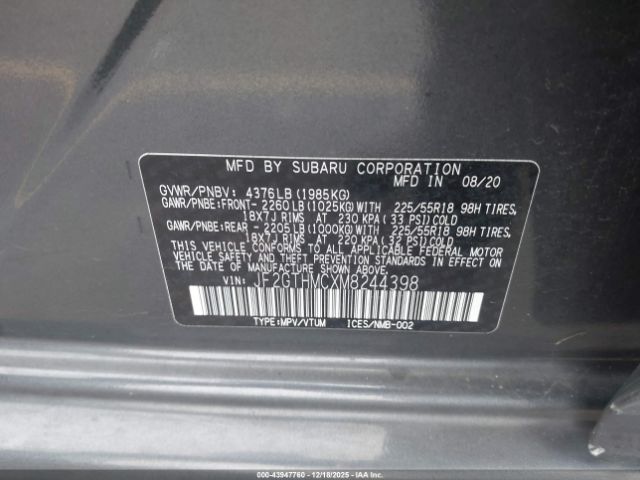 MFD BY SUBARU CORPORATION
MFD IN 08/20
GVWR/PNBV: 4376LB(1985KG)
GAWR/PNBE:FRONT- 2260LB(1025KG)WITH 225/55R18 98H TIRES,
18X7J RIMS AT 230 KPA(33 PSI)COLD
GAWR/PNBE:REAR - 2205LB(1000KG)WITH 225/55R18 98H TIRES,
18X7J RIMS AT 220 KPA(32 PSI)COLD
THIS VEHICLE CONFORMS TO ALL APPLICABLE FEDERAL MOTOR
VEHICLE SAFETY STANDARDS IN EFFECT ON THE DATE OF
MANUFACTURE SHOWN ABOVE.
VIN: JF2GTHMCXM8244398
TYPE:MPV/VTUM ICES/NMB-002
000-43947760 - 12/18/2025 - IAA Inc.